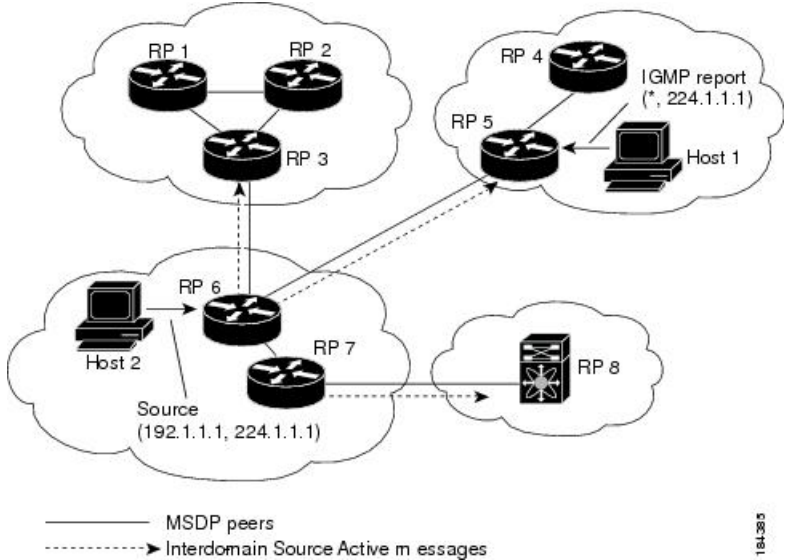 RP 1
RP 2
RP 3
RP 4
IGMP report
(*, 224.1.1.1)
RP 5
Host 1
RP 6
Host 2
RP 7
RP 8
Source
(192.1.1.1, 224.1.1.1)
MSDP peers
Interdomain Source Active m essages
184385